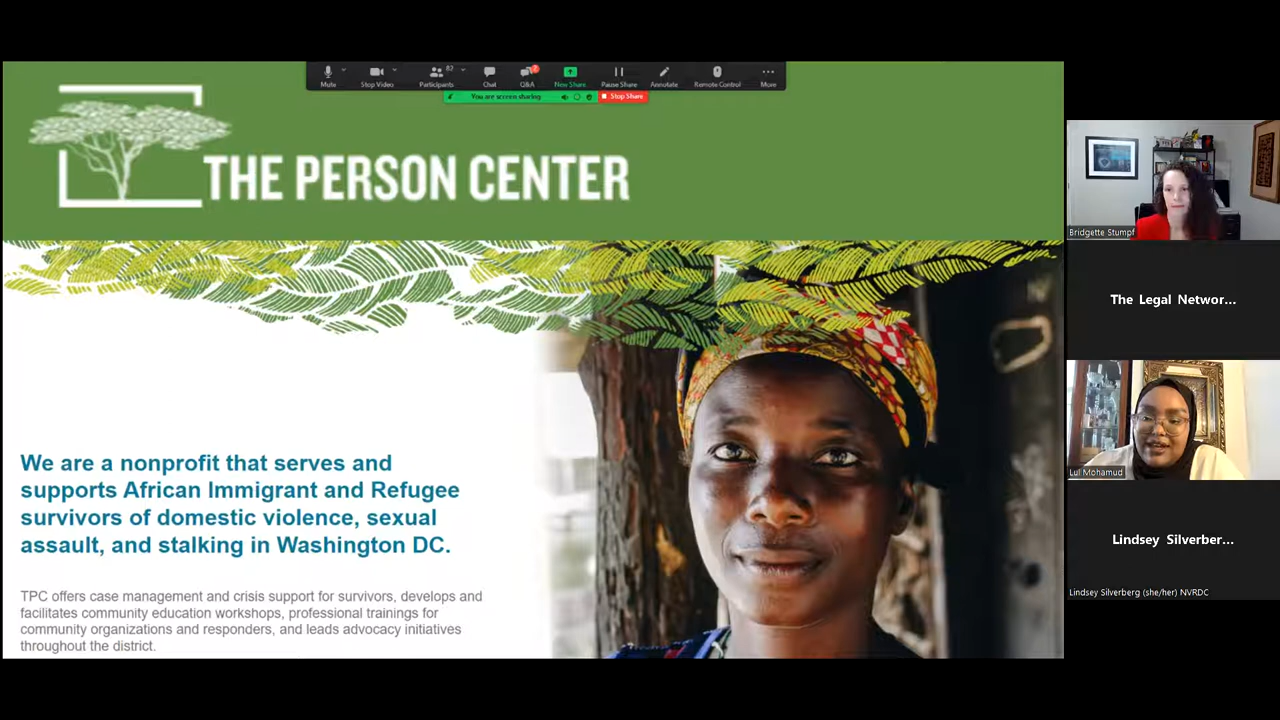 Mute
Stop Video
Participants
87
Chat
Q&A
New Share
Pause Share
Annotate
Remote Control
More
You are screen sharing
Stop Share
THE PERSON CENTER
We are a nonprofit that serves and
supports African Immigrant and Refugee
survivors of domestic violence, sexual
assault, and stalking in Washington DC.
TPC offers case management and crisis support for survivors, develops and
facilitates community education workshops, professional trainings for
community organizations and responders, and leads advocacy initiatives
throughout the district.
Bridgette Stumpf
The Legal Networ...
Lul Mohamud
Lindsey Silverber...
Lindsey Silverberg (she/her) NVRDC